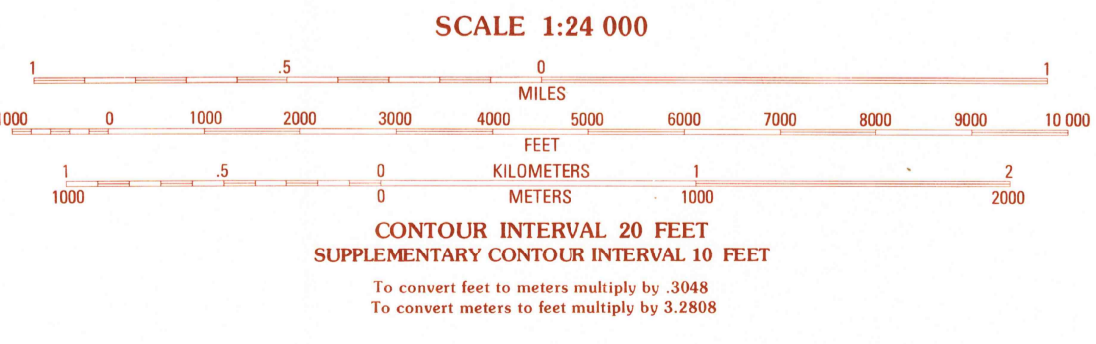 SCALE 1:24 000
1 .5 0 1
MILES
1000 0 1000 2000 3000 4000 5000 6000 7000 8000 9000 10 000
FEET
1 .5 0 KILOMETERS 1 2
1000 0 METERS 1000 2000
CONTOUR INTERVAL 20 FEET
SUPPLEMENTARY CONTOUR INTERVAL 10 FEET
To convert feet to meters multiply by .3048
To convert meters to feet multiply by 3.2808